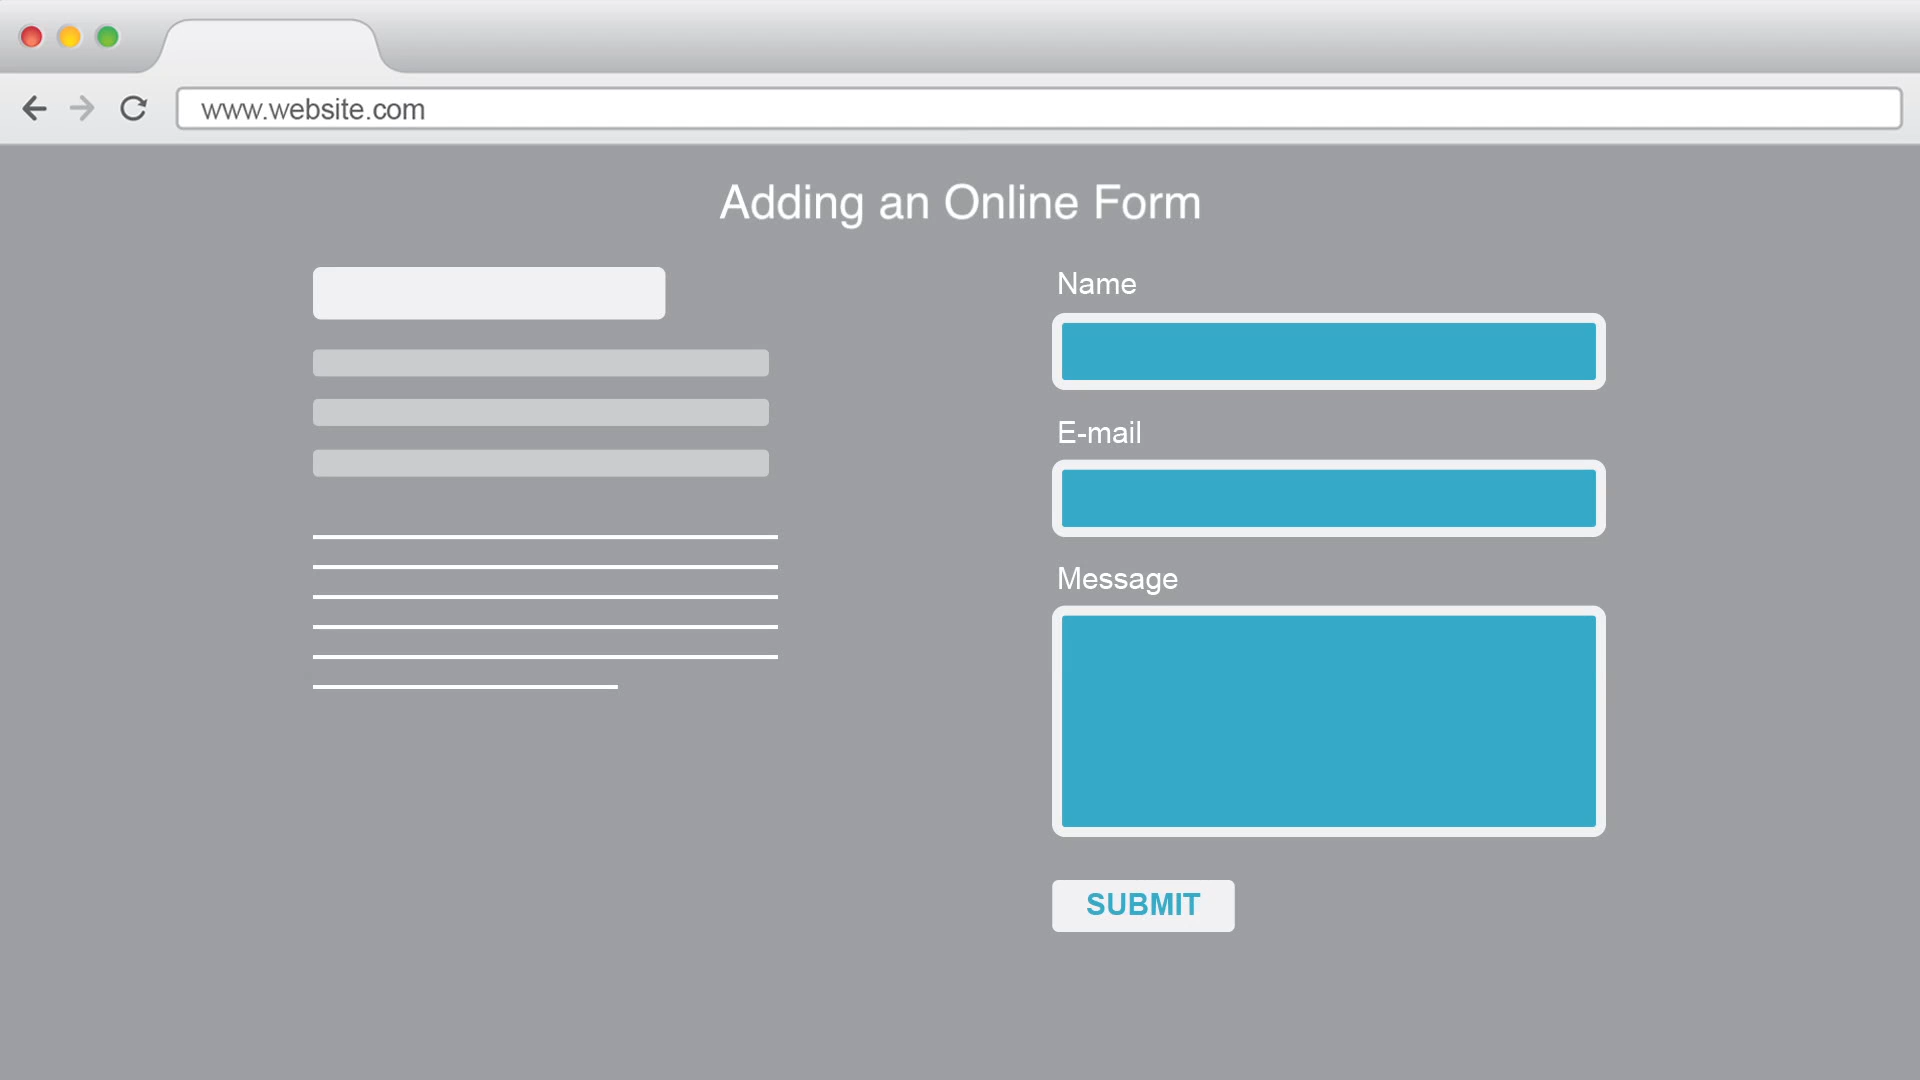 www.website.com
Adding an Online Form
Name
E-mail
Message
SUBMIT